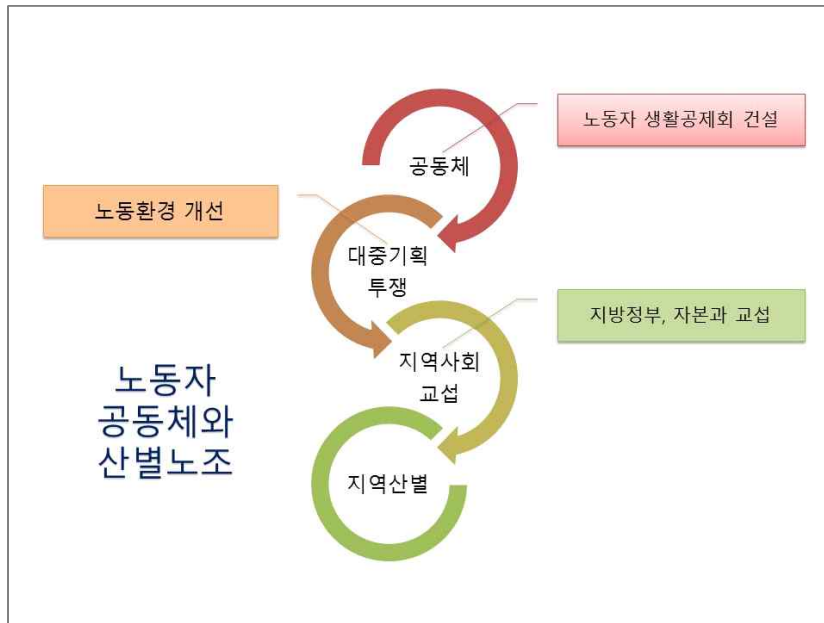 공동체
노동자 생활공제회 건설
노동환경 개선
대중기획
투쟁
지역사회
교섭
지방정부, 자본과 교섭
노동자
공동체와
산별노조
지역산별